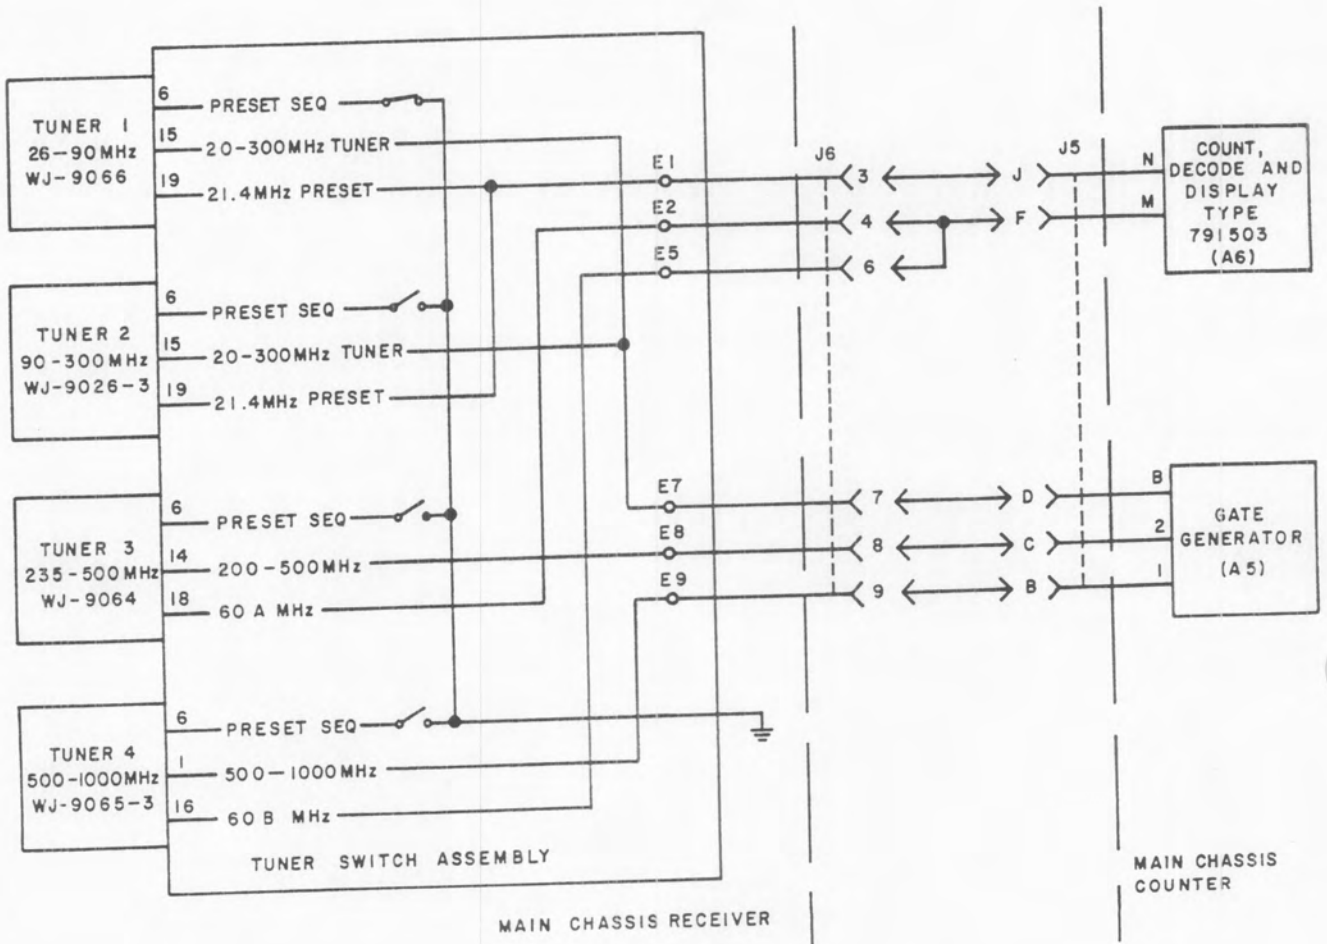 TUNER 1
26-90MHz
WJ-9066
6
PRESET SEQ
15
20-300MHz TUNER
19
21.4MHz PRESET
TUNER 2
90-300MHz
WJ-9026-3
6
PRESET SEQ
15
20-300MHz TUNER
19
21.4MHz PRESET
TUNER 3
235-500MHz
WJ-9064
6
PRESET SEQ
14
200-500MHz
18
60 A MHz
TUNER 4
500-1000MHz
WJ-9065-3
6
PRESET SEQ
1
500-1000MHz
16
60 B MHz
TUNER SWITCH ASSEMBLY
E1
E2
E5
E7
E8
E9
J6
3
4
6
7
8
9
J
F
D
C
B
J5
N
M
COUNT,
DECODE AND
DISPLAY
TYPE
791503
(A6)
B
2
1
GATE
GENERATOR
(A5)
MAIN CHASSIS RECEIVER
MAIN CHASSIS
COUNTER